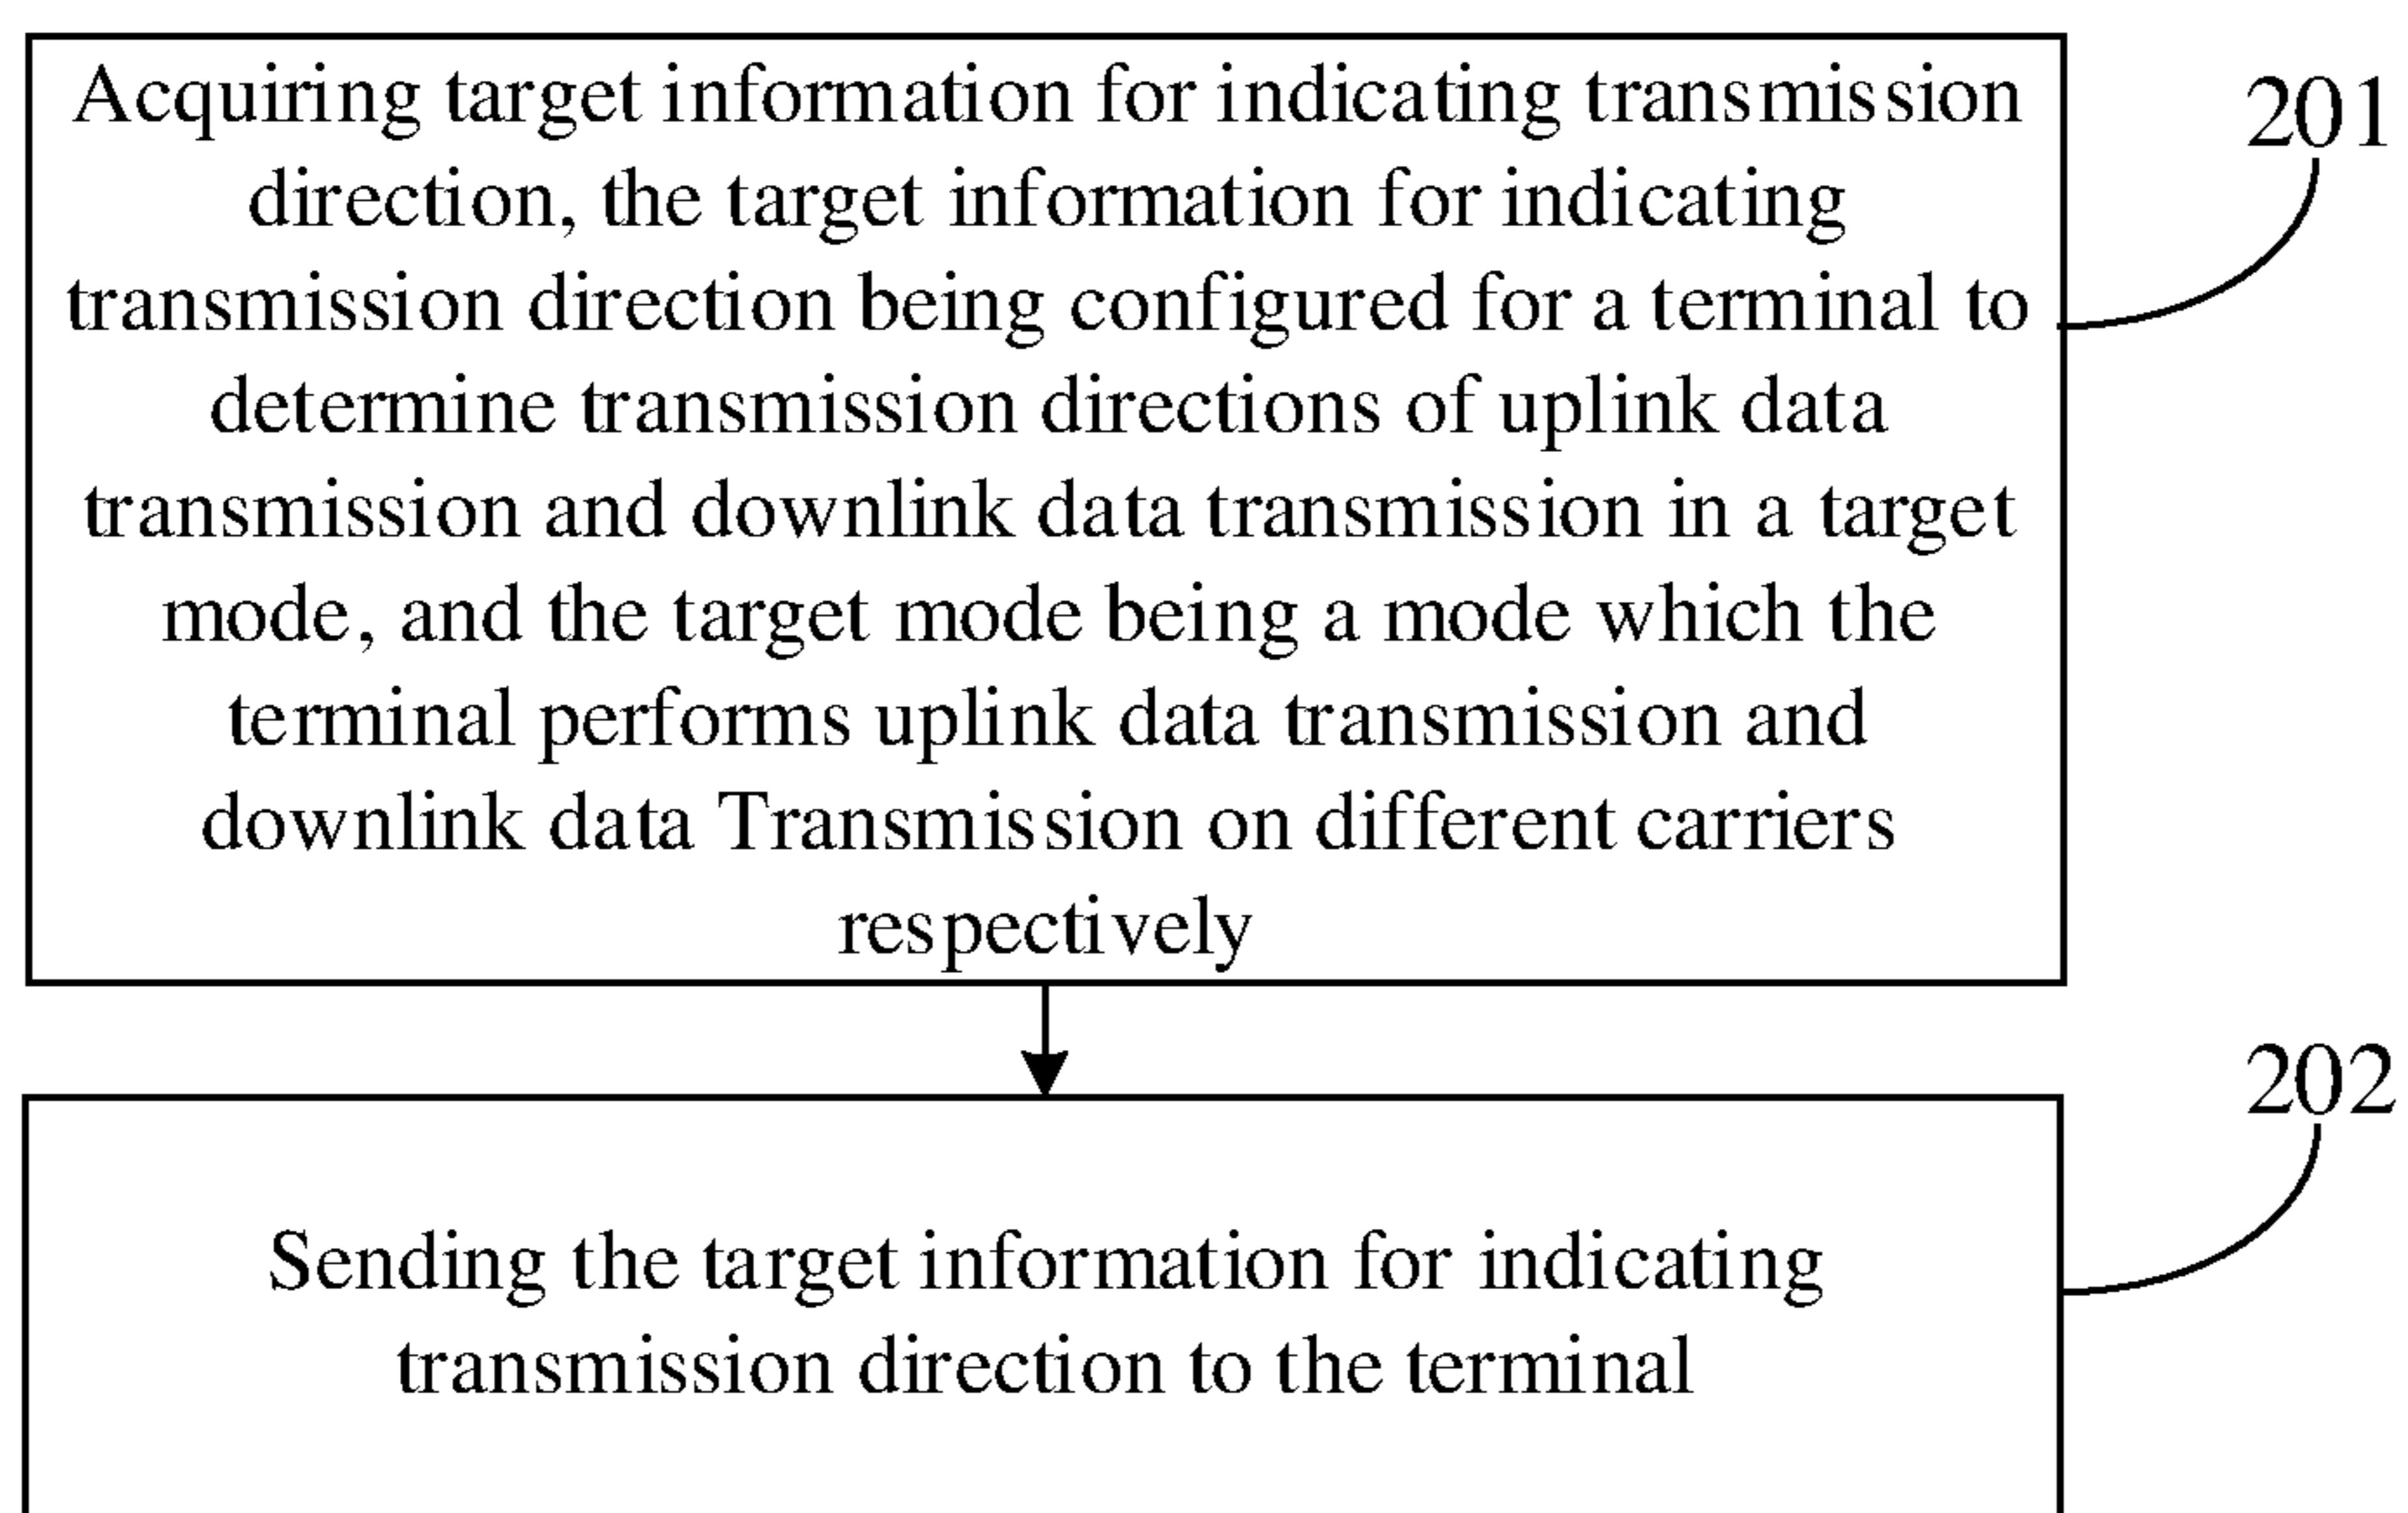 Acquiring target information for indicating transmission
direction, the target information for indicating
transmission direction being configured for a terminal to
determine transmission directions of uplink data
transmission and downlink data transmission in a target
mode, and the target mode being a mode which the
terminal performs uplink data transmission and
downlink data Transmission on different carriers
respectively
201
Sending the target information for indicating
transmission direction to the terminal
202